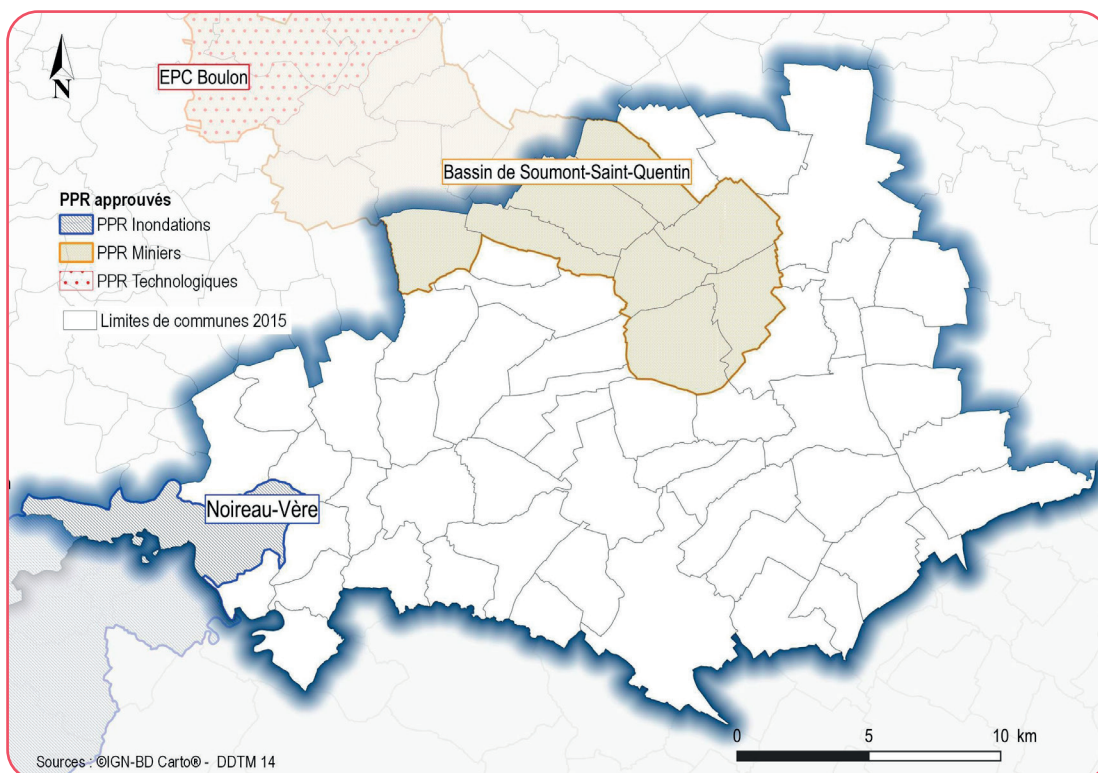 EPC Boulon
N
Bassin de Soumont-Saint-Quentin
PPR approuvés
PPR Inondations
PPR Miniers
PPR Technologiques
Limites de communes 2015
Noireau-Vère
0 5 10 km
Sources : ©IGN-BD Carto® - DDTM 14